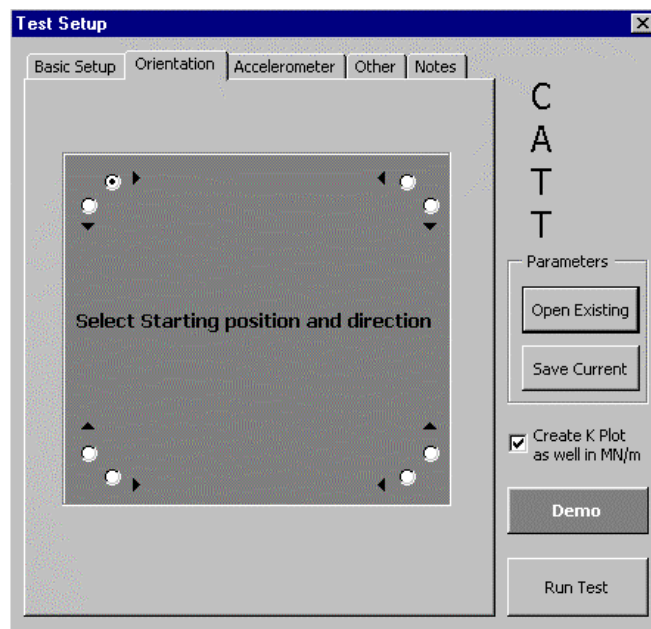 Test Setup
Basic Setup
Orientation
Accelerometer
Other
Notes
Select Starting position and direction
C
A
T
T
Parameters
Open Existing
Save Current
Create K Plot
as well in MN/m
Demo
Run Test